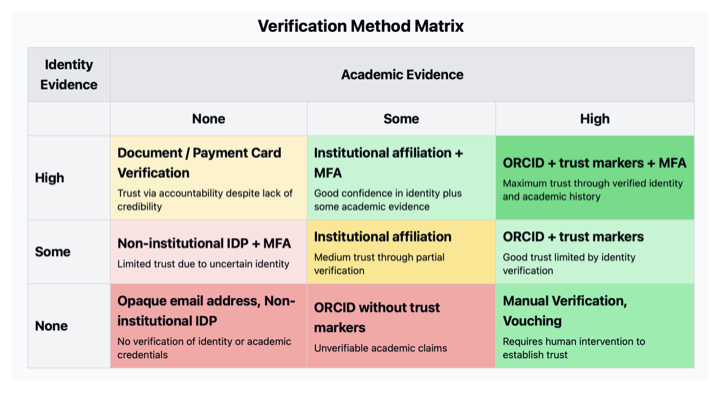 Verification Method Matrix
Identity
Evidence
Academic Evidence
None
Some
High
High
Document / Payment Card
Verification
Trust via accountability despite lack of
credibility
Institutional affiliation +
MFA
Good confidence in identity plus
some academic evidence
ORCID + trust markers + MFA
Maximum trust through verified identity
and academic history
Some
Non-institutional IDP + MFA
Limited trust due to uncertain identity
Institutional affiliation
Medium trust through partial
verification
ORCID + trust markers
Good trust limited by identity
verification
None
Opaque email address, Non-
institutional IDP
No verification of identity or academic
credentials
ORCID without trust
markers
Unverifiable academic claims
Manual Verification,
Vouching
Requires human intervention to
establish trust